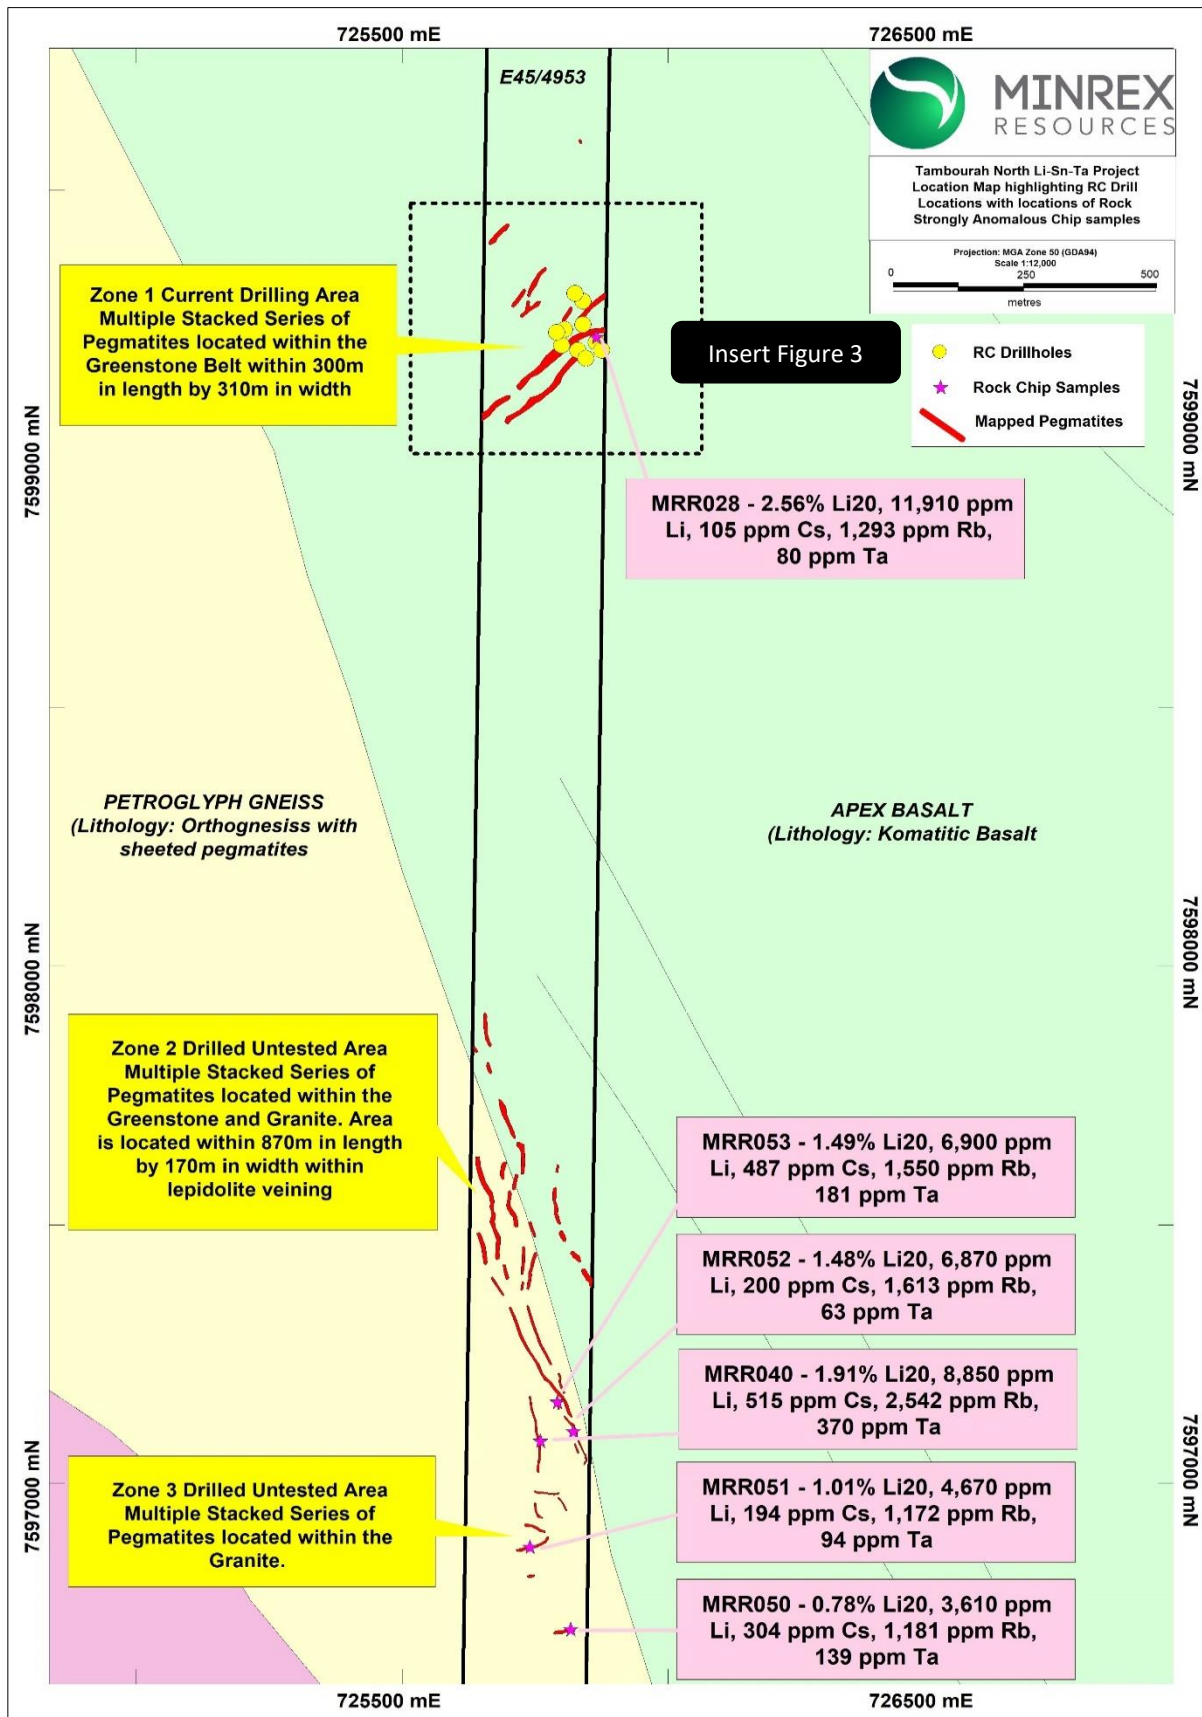 725500 mE
726500 mE
E45/4953
MINREX
RESOURCES
Tambourah North Li-Sn-Ta Project
Location Map highlighting RC Drill
Locations with locations of Rock
Strongly Anomalous Chip samples
Projection: MGA Zone 50 (GDA94)
Scale 1:12,000
0
250
500
metres
Zone 1 Current Drilling Area
Multiple Stacked Series of
Pegmatites located within the
Greenstone Belt within 300m
in length by 310m in width
Insert Figure 3
RC Drillholes
Rock Chip Samples
Mapped Pegmatites
7599000 mN
7599000 mN
MRR028 - 2.56% Li20, 11,910 ppm
Li, 105 ppm Cs, 1,293 ppm Rb,
80 ppm Ta
PETROGLYPH GNEISS
(Lithology: Orthognesiss with
sheeted pegmatites
APEX BASALT
(Lithology: Komatitic Basalt
7598000 mN
7598000 mN
Zone 2 Drilled Untested Area
Multiple Stacked Series of
Pegmatites located within the
Greenstone and Granite. Area
is located within 870m in length
by 170m in width within
lepidolite veining
MRR053 - 1.49% Li20, 6,900 ppm
Li, 487 ppm Cs, 1,550 ppm Rb,
181 ppm Ta
MRR052 - 1.48% Li20, 6,870 ppm
Li, 200 ppm Cs, 1,613 ppm Rb,
63 ppm Ta
MRR040 - 1.91% Li20, 8,850 ppm
Li, 515 ppm Cs, 2,542 ppm Rb,
370 ppm Ta
7597000 mN
7597000 mN
Zone 3 Drilled Untested Area
Multiple Stacked Series of
Pegmatites located within the
Granite.
MRR051 - 1.01% Li20, 4,670 ppm
Li, 194 ppm Cs, 1,172 ppm Rb,
94 ppm Ta
MRR050 - 0.78% Li20, 3,610 ppm
Li, 304 ppm Cs, 1,181 ppm Rb,
139 ppm Ta
725500 mE
726500 mE